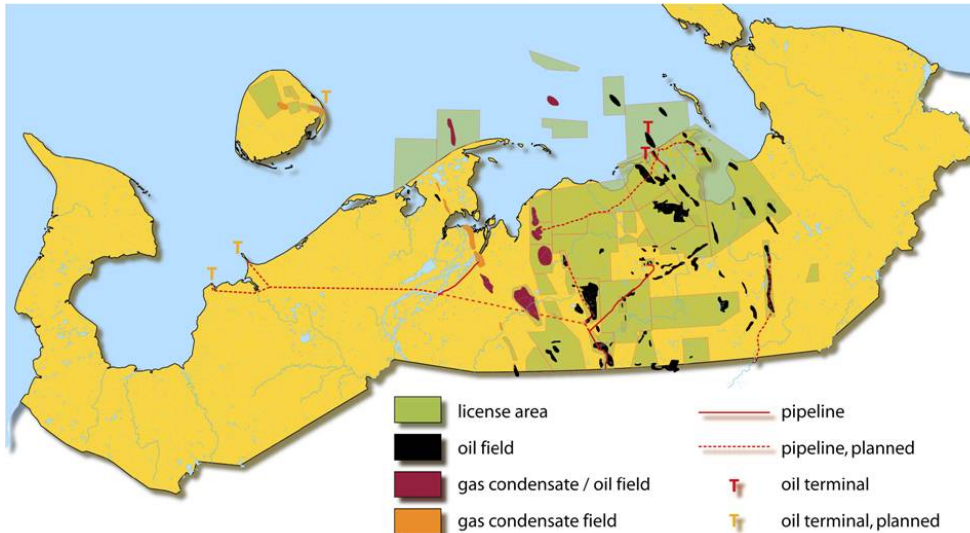 T
T
T
T
T
license area
oil field
gas condensate / oil field
gas condensate field
pipeline
pipeline, planned
T oil terminal
T oil terminal, planned